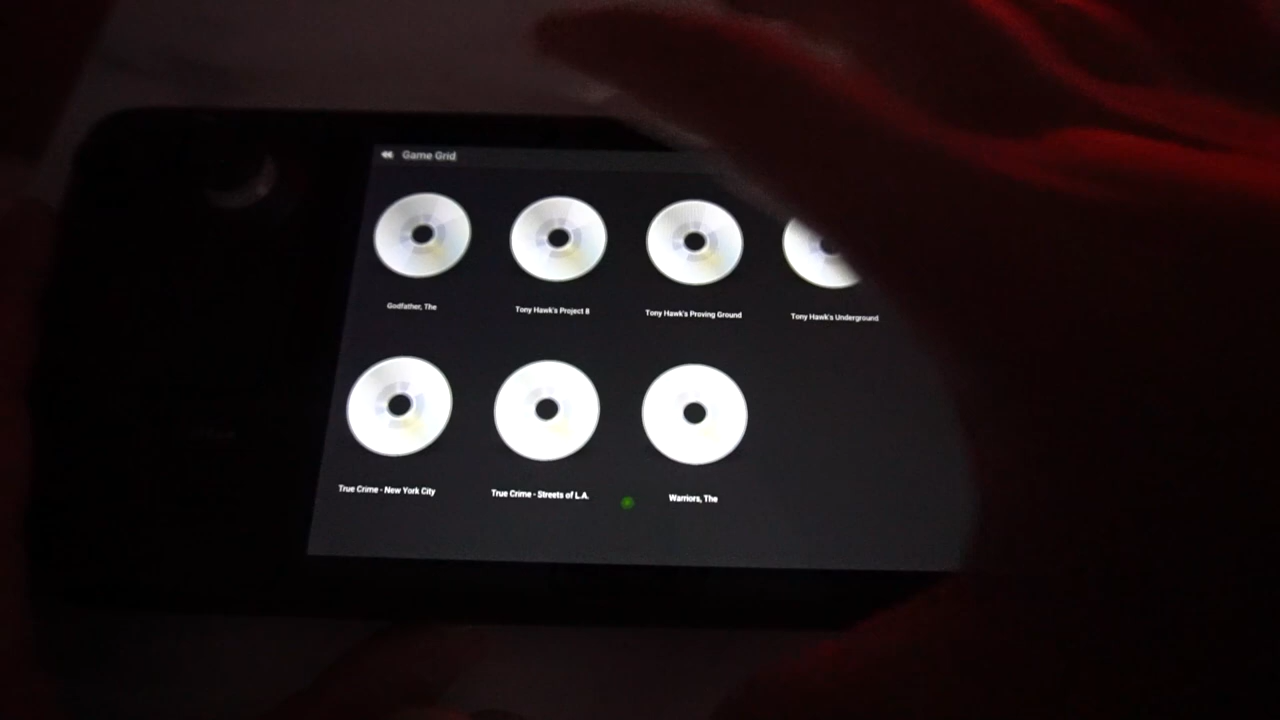 Game Grid
Godfather, The
Tony Hawk's Project 8
Tony Hawk's Proving Ground
Tony Hawk's Underground
True Crime - New York City
True Crime - Streets of L.A.
Warriors, The